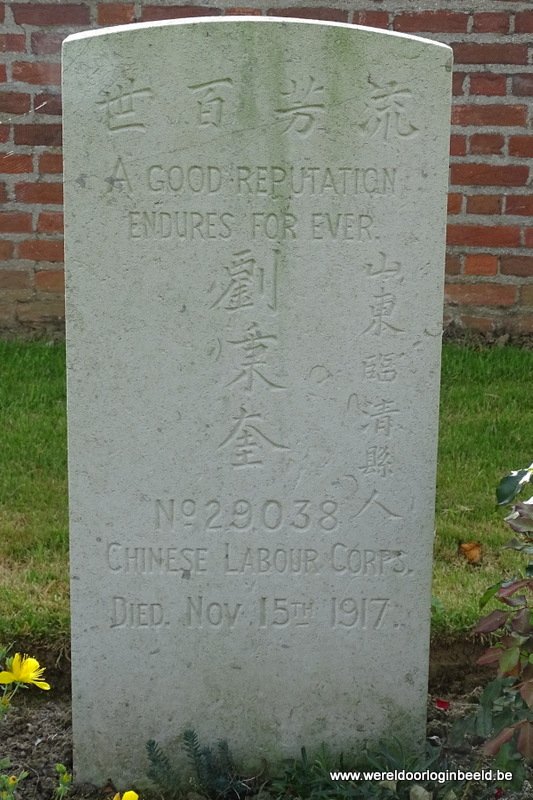 世百芳流
A GOOD REPUTATION
ENDURES FOR EVER.
山東臨清縣人
劉秉奎
No 29038
CHINESE LABOUR CORPS.
DIED. NOV. 15TH 1917.
www.wereldoorloginbeeld.be